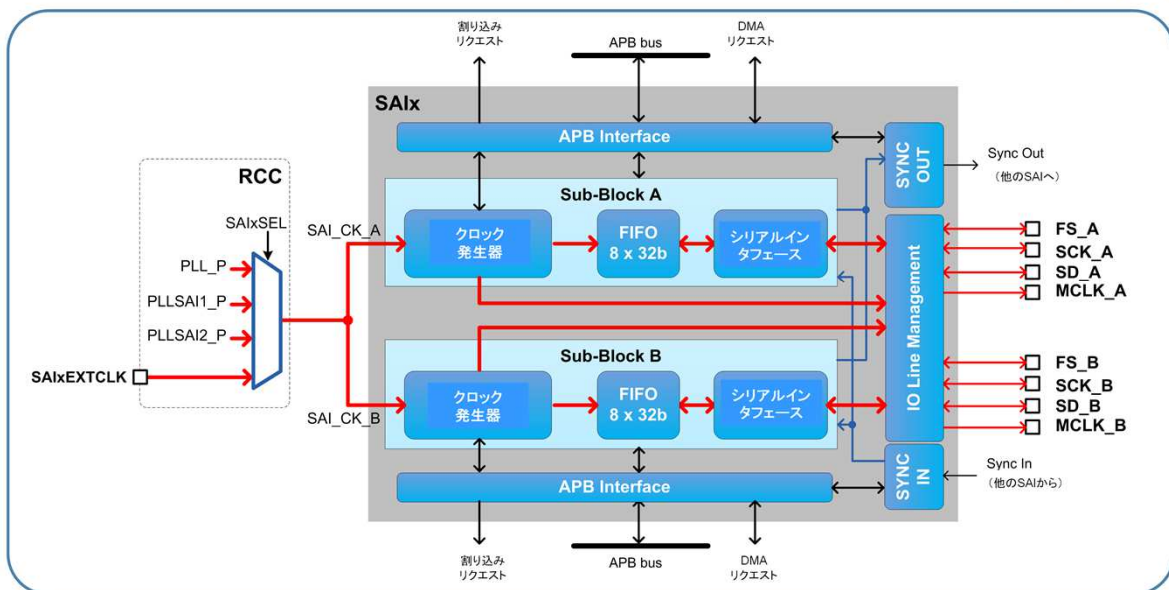 割り込み
リクエスト
APB bus
DMA
リクエスト
SAIx
APB Interface
SYNC
OUT
Sync Out
（他のSAIへ）
RCC
SAIxSEL
PLL_P
PLLSAI1_P
PLLSAI2_P
SAIxEXTCLK
SAI_CK_A
Sub-Block A
クロック
発生器
FIFO
8 x 32b
シリアルイン
タフェース
IO Line Management
FS_A
SCK_A
SD_A
MCLK_A
SAI_CK_B
Sub-Block B
クロック
発生器
FIFO
8 x 32b
シリアルイン
タフェース
FS_B
SCK_B
SD_B
MCLK_B
APB Interface
SYNC
IN
Sync In
（他のSAIから）
割り込み
リクエスト
APB bus
DMA
リクエスト